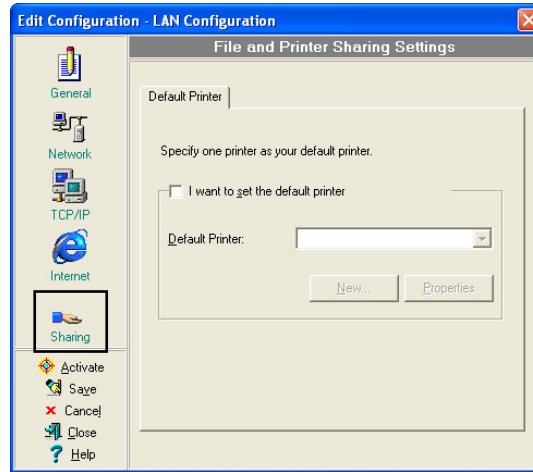 Edit Configuration - LAN Configuration
File and Printer Sharing Settings
General
Network
TCP/IP
Internet
Sharing
Activate
Save
Cancel
Close
Help
Default Printer
Specify one printer as your default printer.
I want to set the default printer
Default Printer:
New...
Properties